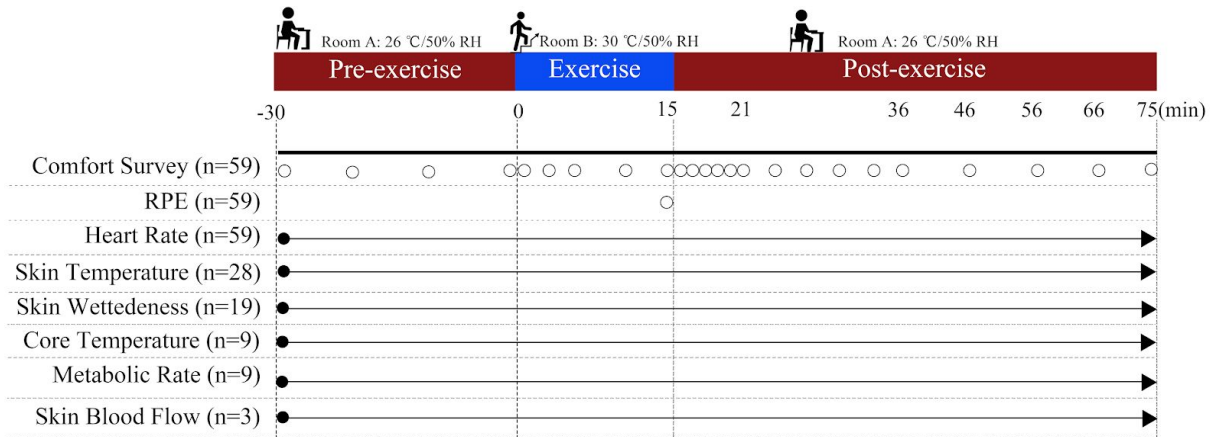 Room A: 26 ℃/50% RH
Room B: 30 ℃/50% RH
Room A: 26 ℃/50% RH
Pre-exercise
Exercise
Post-exercise
-30 0 15 21 36 46 56 66 75(min)
Comfort Survey (n=59)
RPE (n=59)
Heart Rate (n=59)
Skin Temperature (n=28)
Skin Wettedeness (n=19)
Core Temperature (n=9)
Metabolic Rate (n=9)
Skin Blood Flow (n=3)